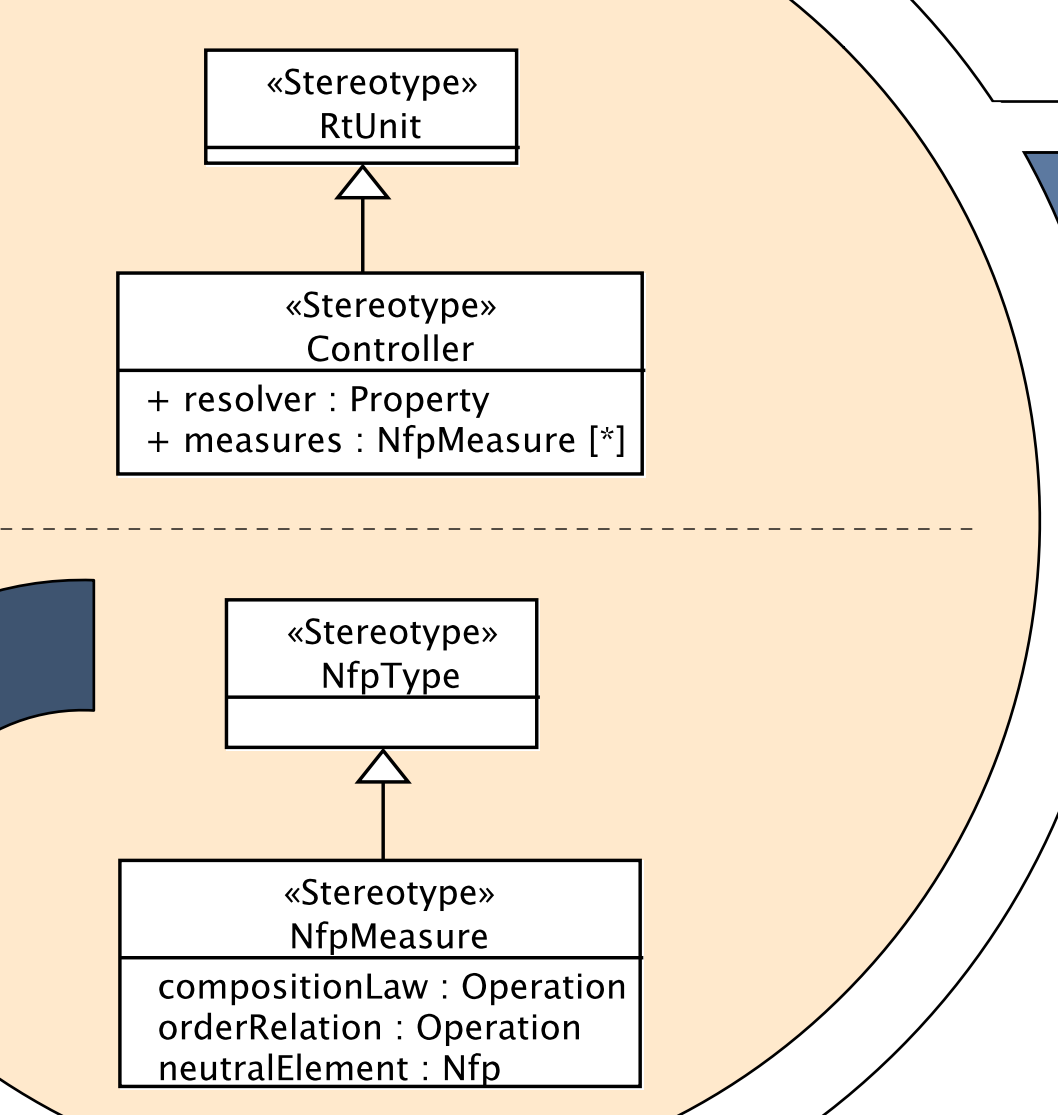 «Stereotype»
RtUnit
«Stereotype»
Controller
+ resolver : Property
+ measures : NfpMeasure [*]
«Stereotype»
NfpType
«Stereotype»
NfpMeasure
compositionLaw : Operation
orderRelation : Operation
neutralElement : Nfp